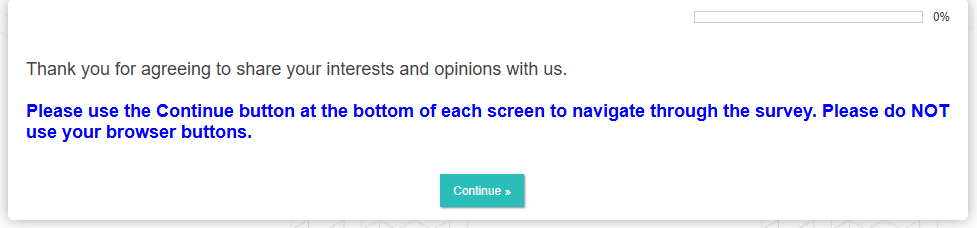 0%
Thank you for agreeing to share your interests and opinions with us.
Please use the Continue button at the bottom of each screen to navigate through the survey. Please do NOT
use your browser buttons.
Continue »